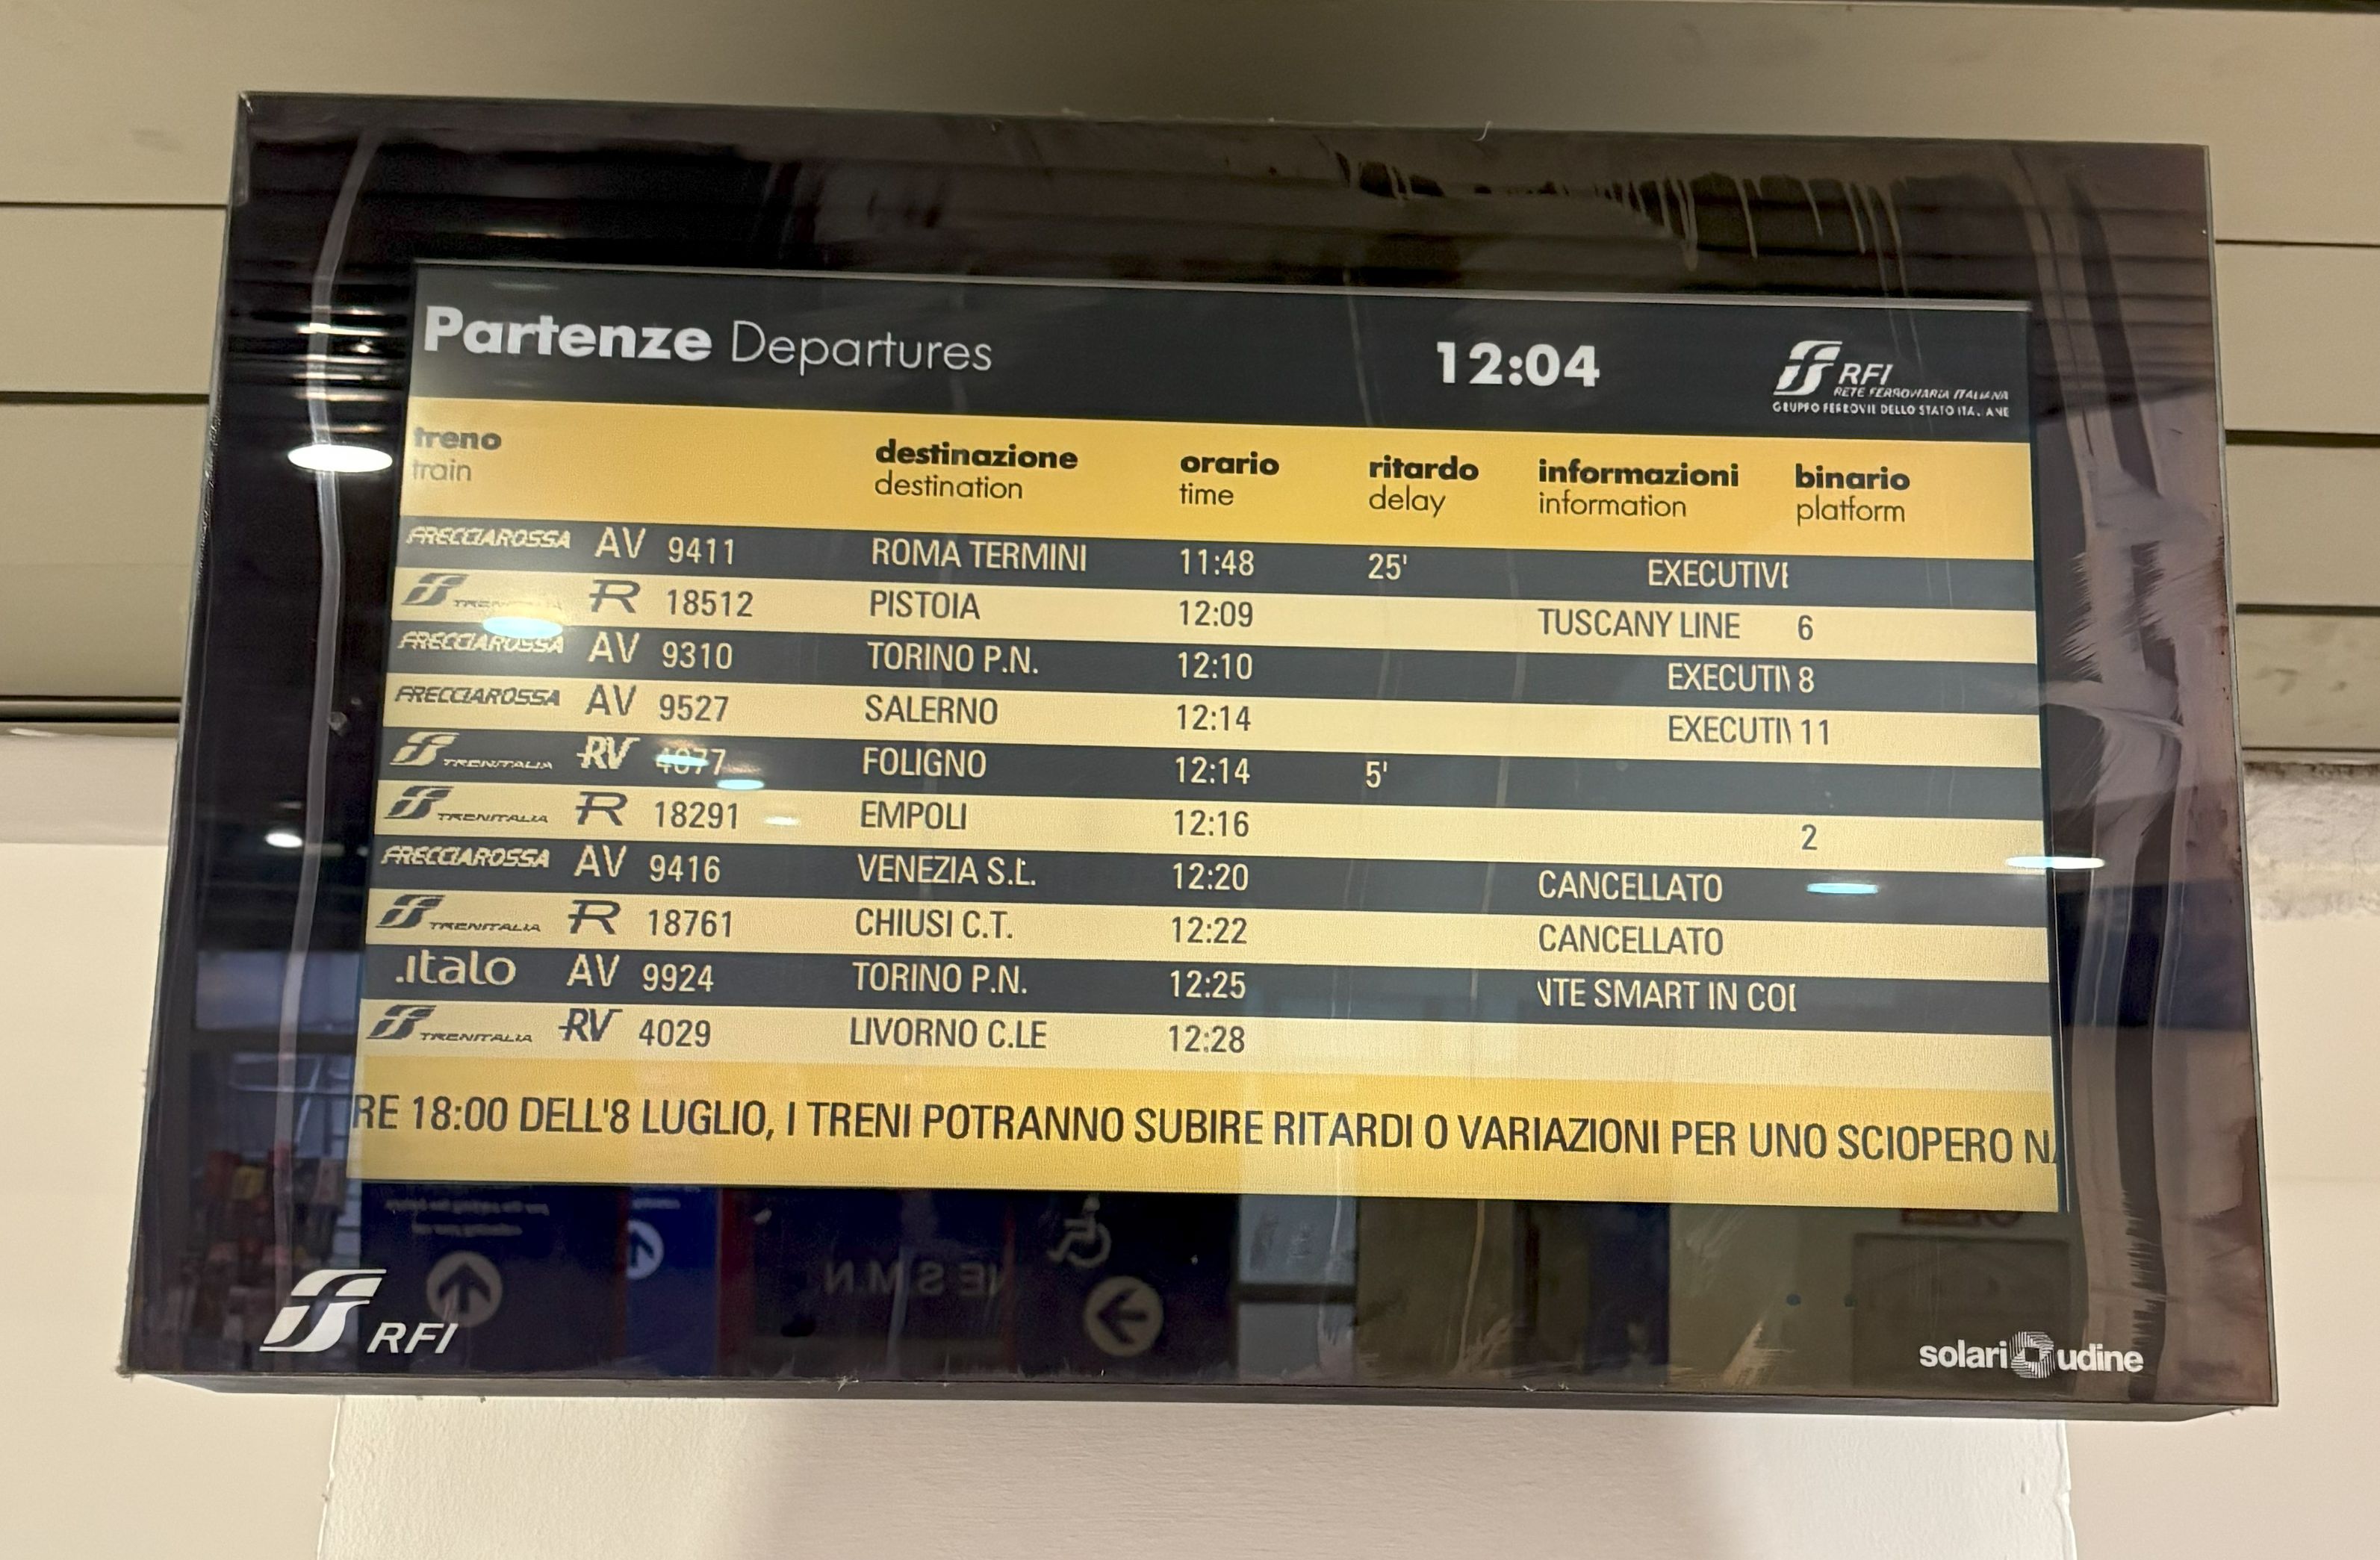 Partenze Departures 12:04 RFI
RETE FERROVIARIA ITALIANA
GRUPPO FERROVIE DELLO STATO ITALIANE
treno destinazione orario ritardo informazioni binario
train destination time delay information platform
FRECCIAROSSA AV 9411 ROMA TERMINI 11:48 25' EXECUTIVE
TRENITALIA R 18512 PISTOIA 12:09 TUSCANY LINE 6
FRECCIAROSSA AV 9310 TORINO P.N. 12:10 EXECUTIV 8
FRECCIAROSSA AV 9527 SALERNO 12:14 EXECUTIV 11
TRENITALIA RV 4077 FOLIGNO 12:14 5'
TRENITALIA R 18291 EMPOLI 12:16 2
FRECCIAROSSA AV 9416 VENEZIA S.L. 12:20 CANCELLATO
TRENITALIA R 18761 CHIUSI C.T. 12:22 CANCELLATO
.italo AV 9924 TORINO P.N. 12:25 NTE SMART IN CO
TRENITALIA RV 4029 LIVORNO C.LE 12:28
RE 18:00 DELL'8 LUGLIO, I TRENI POTRANNO SUBIRE RITARDI O VARIAZIONI PER UNO SCIOPERO N
RFI
solari udine